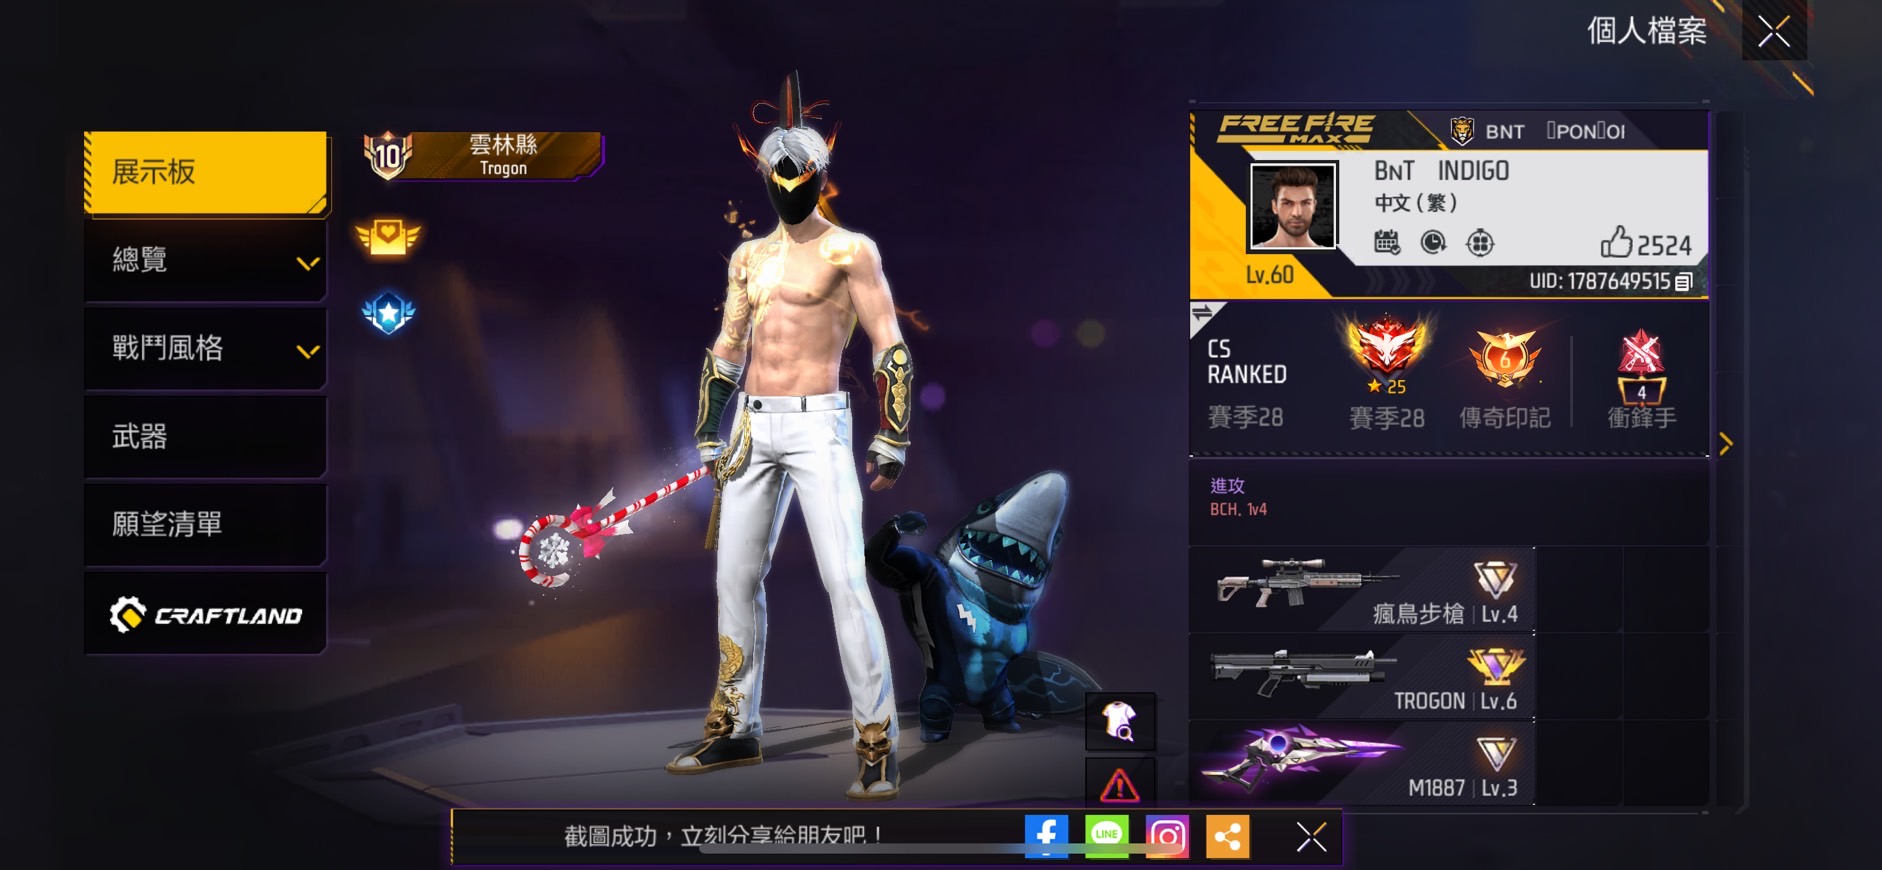 個人檔案
展示板
總覽
戰鬥風格
武器
願望清單
CRAFTLAND
10
雲林縣
Trogon
FREE FIRE
MAX
BNT
BNT INDIGO
中文(繁)
2524
Lv.60
UID: 1787649515
CS
RANKED
賽季28
25
賽季28
6
傳奇印記
4
衝鋒手
進攻
BCH. 1v4
瘋鳥步槍 Lv.4
TROGON Lv.6
M1887 Lv.3
截圖成功，立刻分享給朋友吧！
LINE